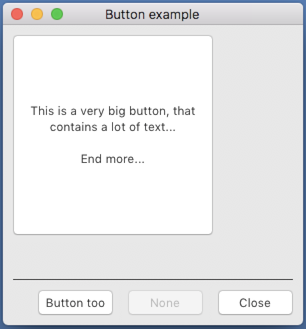 Button example
This is a very big button, that
contains a lot of text...
End more...
Button too
None
Close